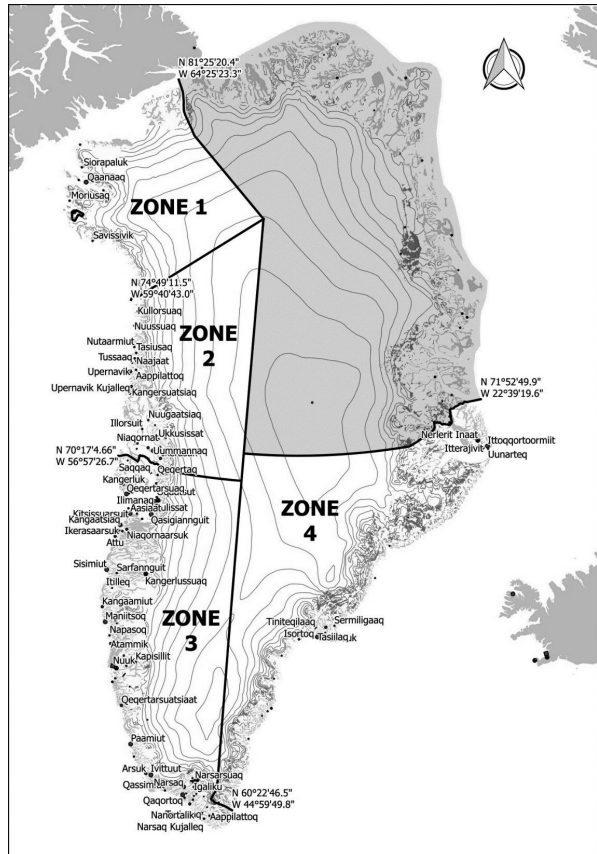 N 81°25'20.4"
W 64°25'23.3"
Siorapaluk
Qaanaaq
Moriusaq
ZONE 1
Savissivik
N 74°49'11.5"
W 59°40'43.0"
Kullorsuaq
Nuussuaq
ZONE
2
Nutaarmiut
Tasiusaq
Tussaaq
Naajaat
Upernavik
Aappilattoq
Upernavik Kujalleq
Kangersuatsiaq
N 71°52'49.9"
W 22°39'19.6"
Nuugaatsiaq
Illorsuit
Ukkusissat
Niaqornat
Nerlerit Inaat
Ittoqqortoormiit
Itterajivit
Uunarteq
N 70°17'4.66"
W 56°57'26.7"
Uummannaq
Saqqaq
Qeqertaq
Kangerluk
Qeqertarsuaq
Ilimanaq
Aasiaat
Ilulissat
Kitsissuarsuit
Kangaatsiaq
Qasigiannguit
Ikerasaarsuk
Niaqornaarsuk
Attu
ZONE
4
Sisimiut
Sarfannguit
Itilleq
Kangerlussuaq
Kangaamiut
Maniitsoq
Napasoq
Atammik
Kapisillit
Nuuk
ZONE
3
Tiniteqilaaq
Sermiligaaq
Isortoq
Tasiilaq
Qeqertarsuatsiaat
Paamiut
Arsuk
Ivittuut
Narsarsuaq
Qassimiut
Narsaq
Igaliku
Qaqortoq
N 60°22'46.5"
W 44°59'49.8"
Nanortalik
Aappilattoq
Narsaq Kujalleq